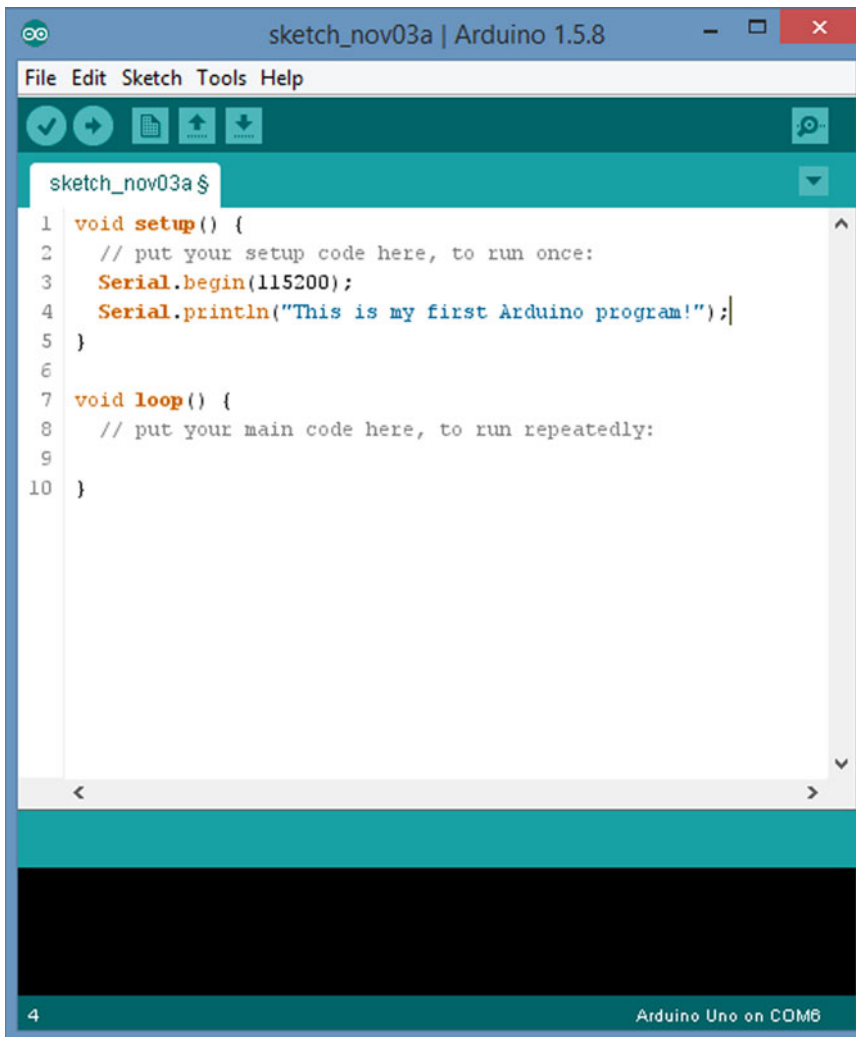 sketch_nov03a | Arduino 1.5.8
File Edit Sketch Tools Help
sketch_nov03a §
1 void setup() {
2   // put your setup code here, to run once:
3   Serial.begin(115200);
4   Serial.println("This is my first Arduino program!");
5 }
6
7 void loop() {
8   // put your main code here, to run repeatedly:
9
10 }
4 Arduino Uno on COM6